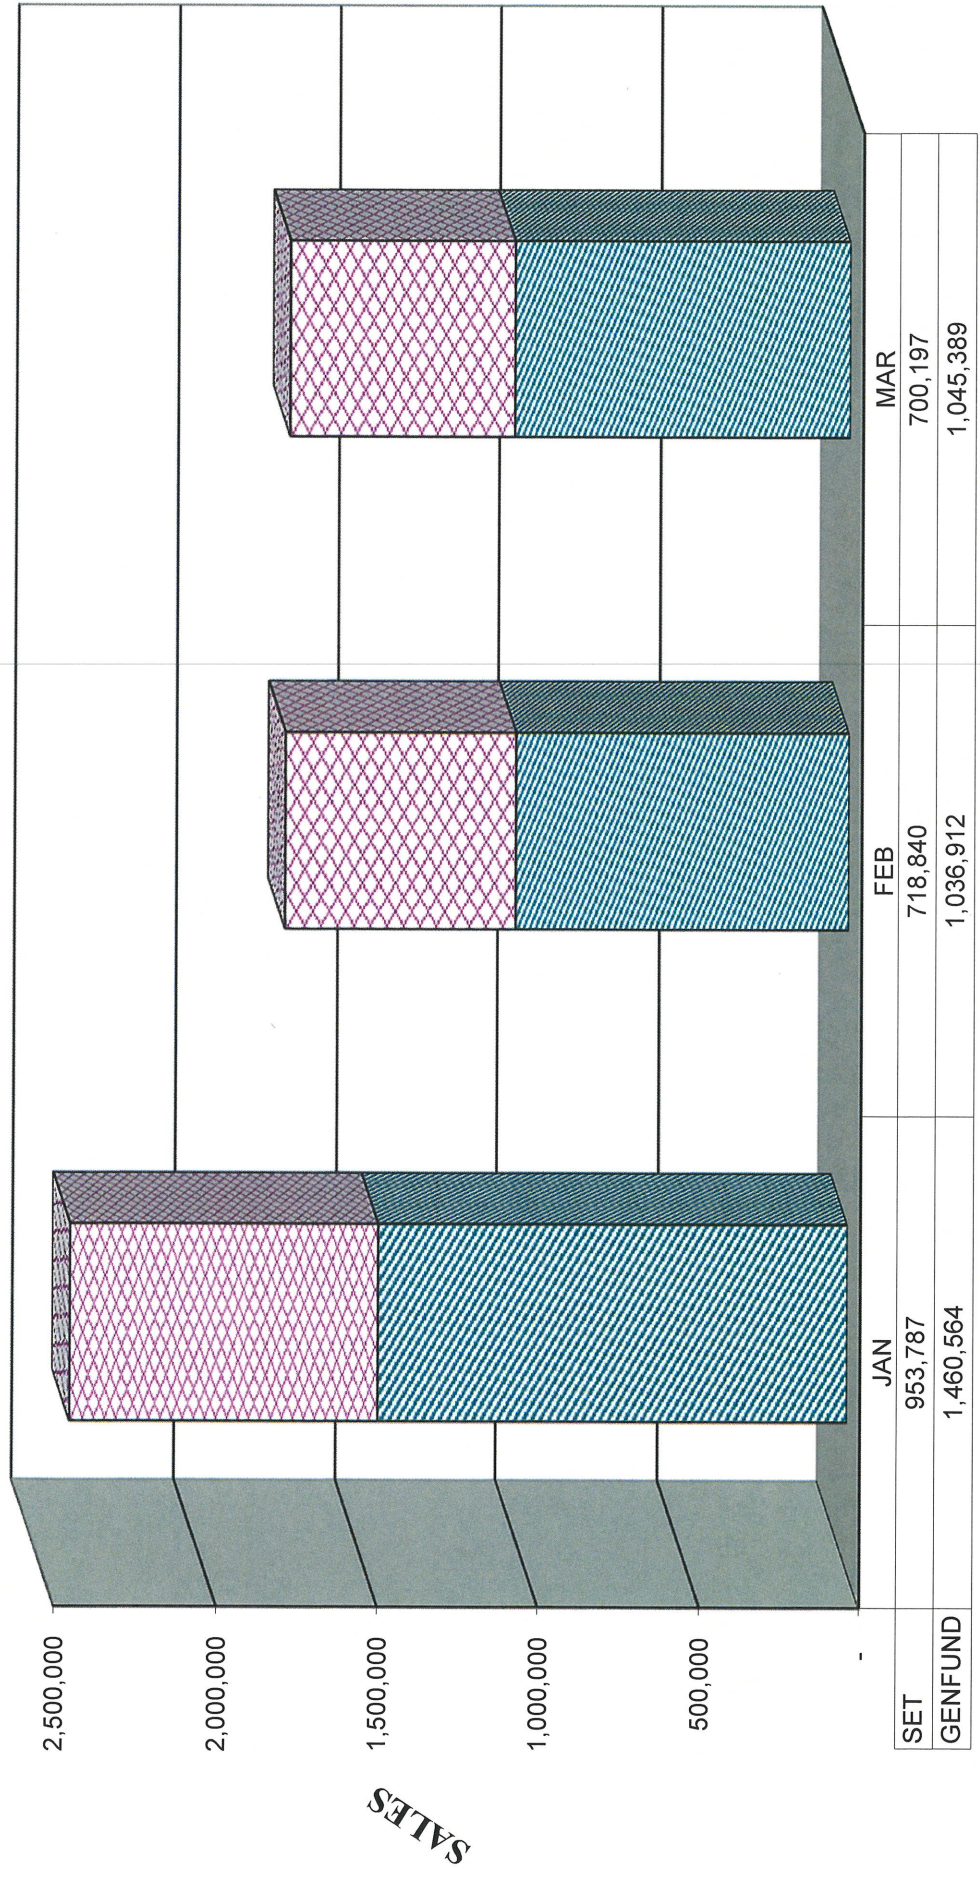 SALES
2,500,000
2,000,000
1,500,000
1,000,000
500,000
-
JAN FEB MAR
SET 953,787 718,840 700,197
GENFUND 1,460,564 1,036,912 1,045,389